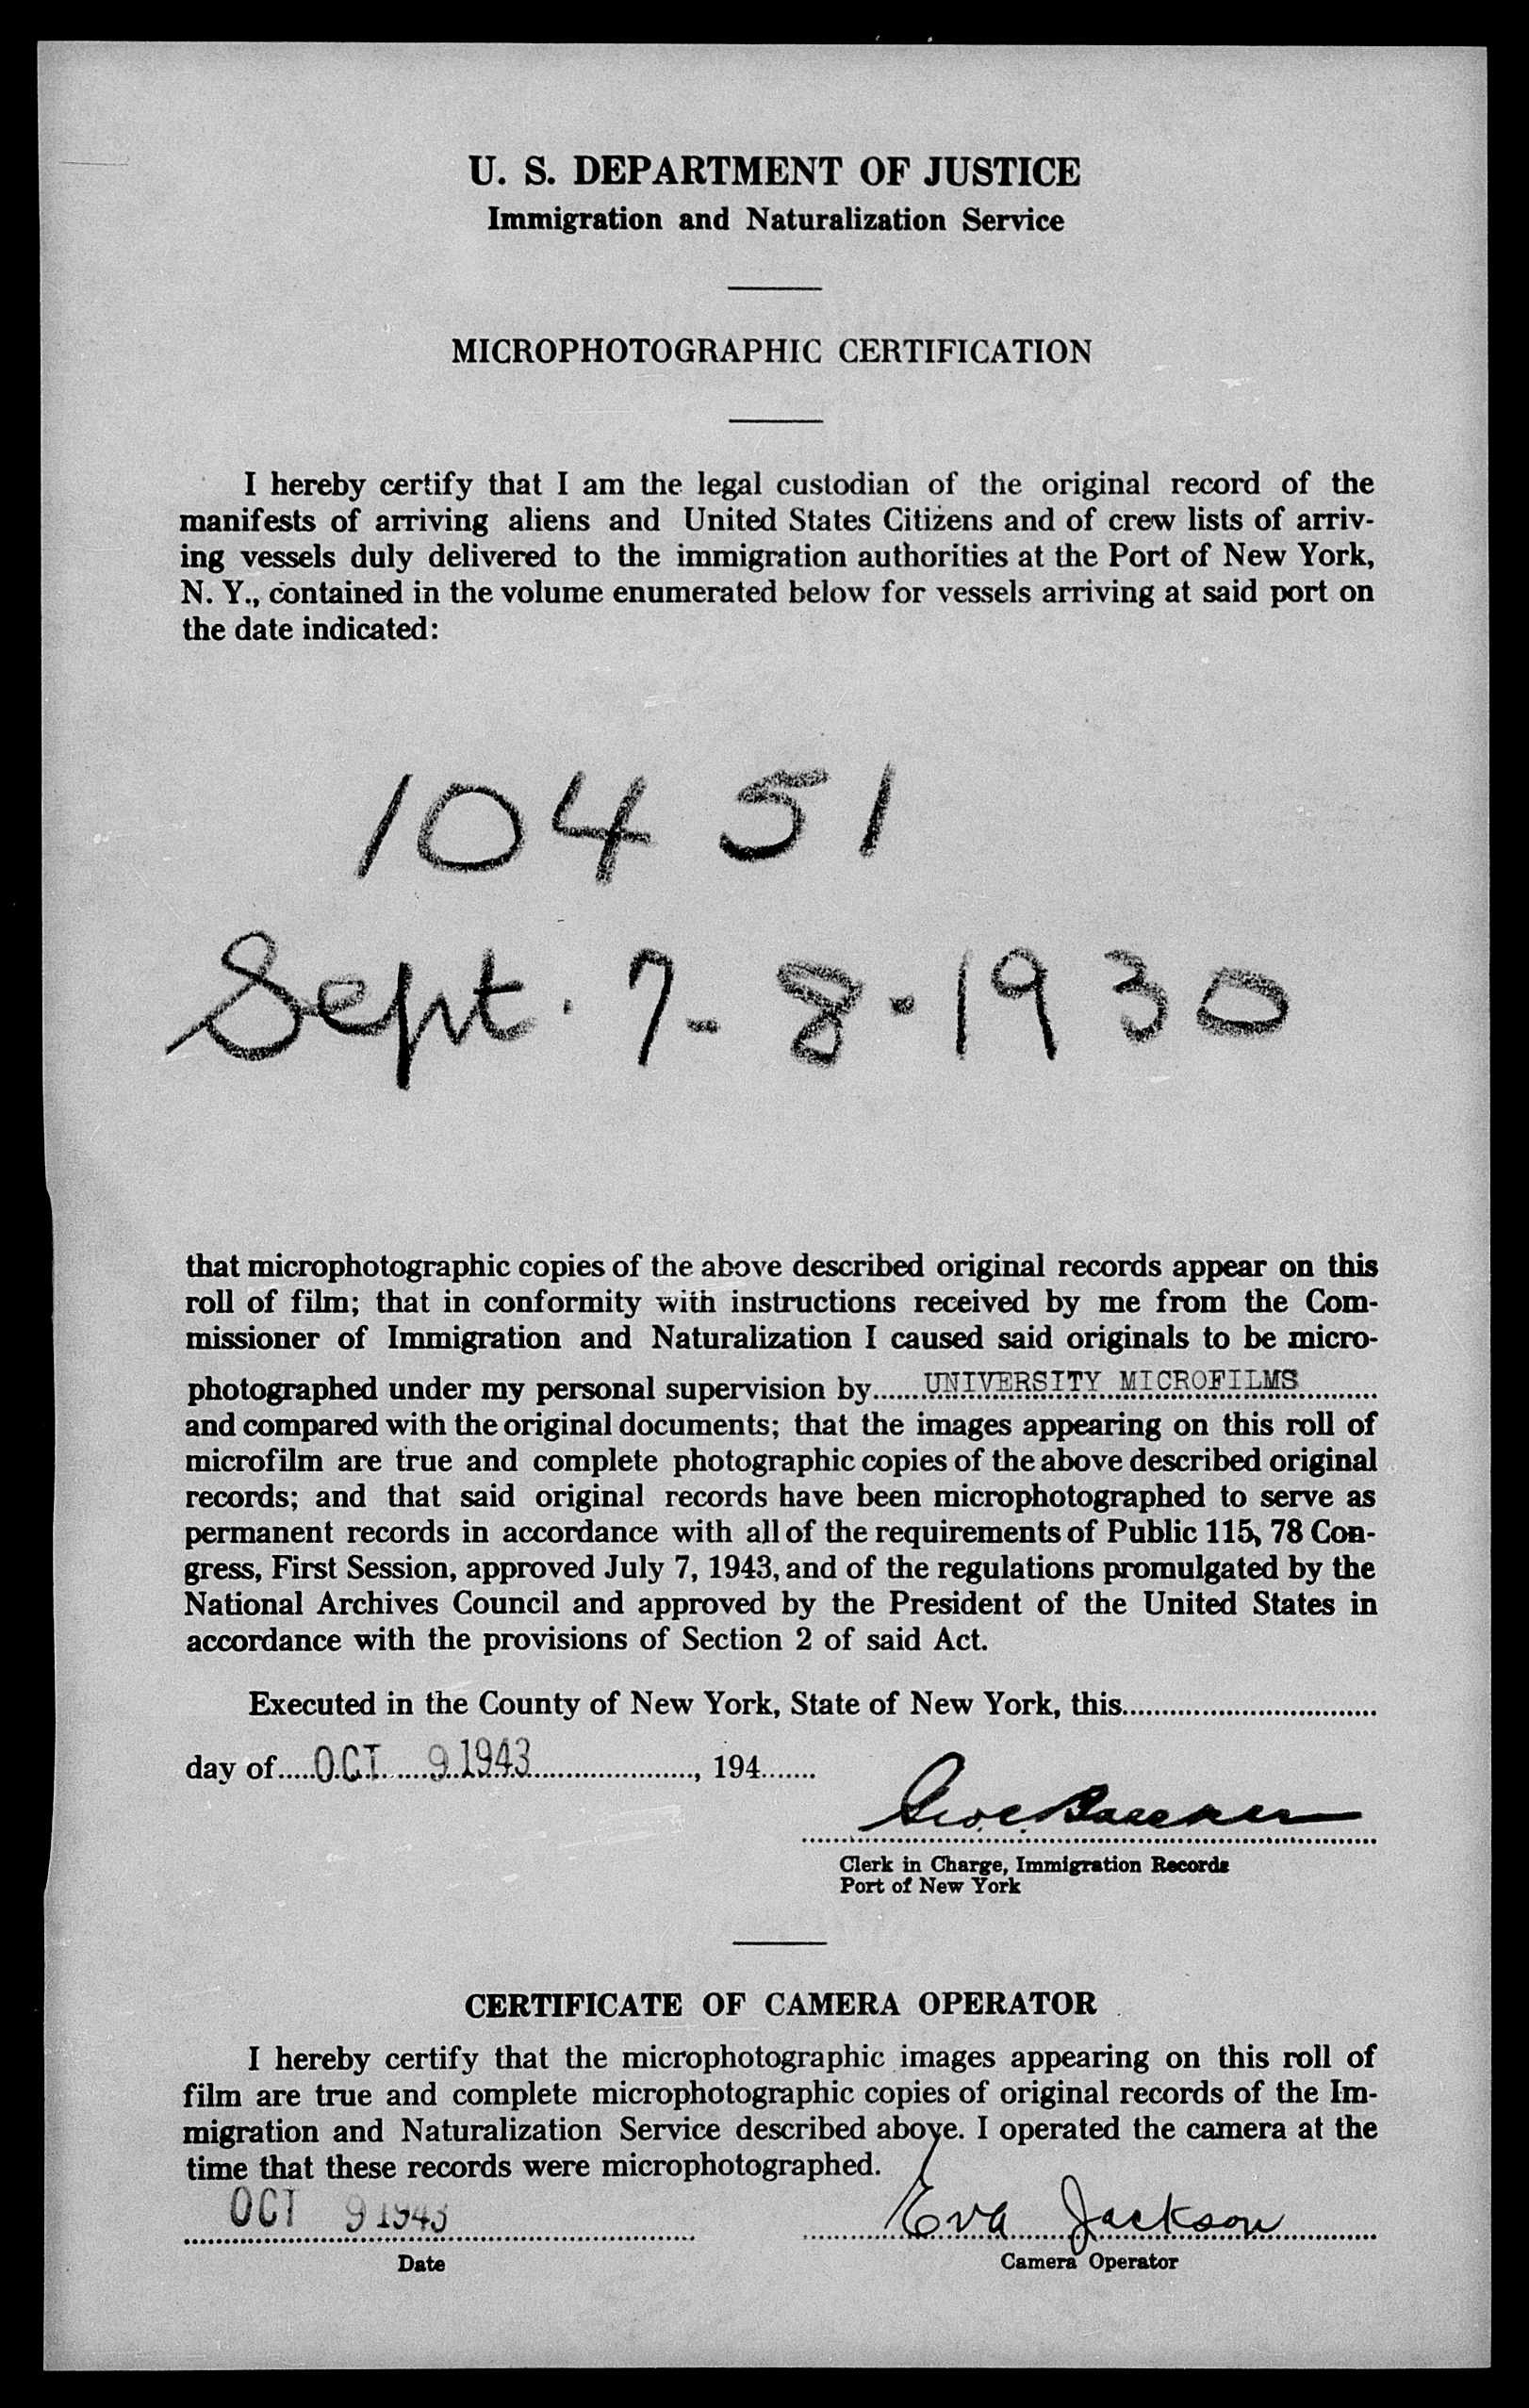 U. S. DEPARTMENT OF JUSTICE
Immigration and Naturalization Service
MICROPHOTOGRAPHIC CERTIFICATION
I hereby certify that I am the legal custodian of the original record of the
manifests of arriving aliens and United States Citizens and of crew lists of arriv-
ing vessels duly delivered to the immigration authorities at the Port of New York,
N. Y., contained in the volume enumerated below for vessels arriving at said port on
the date indicated:
10451
Sept. 7-8-1930
that microphotographic copies of the above described original records appear on this
roll of film; that in conformity with instructions received by me from the Com-
missioner of Immigration and Naturalization I caused said originals to be micro-
photographed under my personal supervision by......UNIVERSITY MICROFILMS..........
and compared with the original documents; that the images appearing on this roll of
microfilm are true and complete photographic copies of the above described original
records; and that said original records have been microphotographed to serve as
permanent records in accordance with all of the requirements of Public 115, 78 Con-
gress, First Session, approved July 7, 1943, and of the regulations promulgated by the
National Archives Council and approved by the President of the United States in
accordance with the provisions of Section 2 of said Act.
Executed in the County of New York, State of New York, this................................
day of.....OCT 9 1943...................., 194.......
Clerk in Charge, Immigration Records
Port of New York
CERTIFICATE OF CAMERA OPERATOR
I hereby certify that the microphotographic images appearing on this roll of
film are true and complete microphotographic copies of original records of the Im-
migration and Naturalization Service described above. I operated the camera at the
time that these records were microphotographed.
OCT 9 1943 Eva Jackson
Date Camera Operator